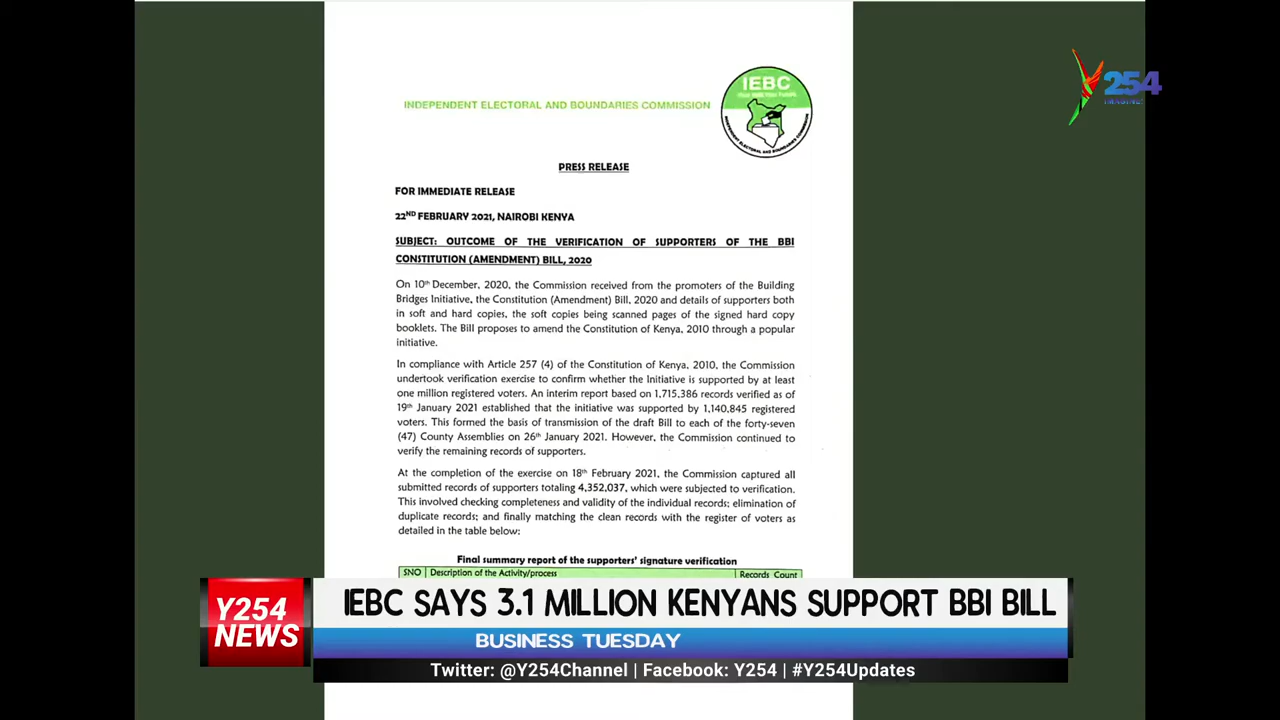 INDEPENDENT ELECTORAL AND BOUNDARIES COMMISSION
IEBC
INDEPENDENT ELECTORAL AND BOUNDARIES COMMISSION
254
PRESS RELEASE
FOR IMMEDIATE RELEASE
22ND FEBRUARY 2021, NAIROBI KENYA
SUBJECT: OUTCOME OF THE VERIFICATION OF SUPPORTERS OF THE BBI
CONSTITUTION (AMENDMENT) BILL, 2020
On 10th December, 2020, the Commission received from the promoters of the Building
Bridges Initiative, the Constitution (Amendment) Bill, 2020 and details of supporters both
in soft and hard copies, the soft copies being scanned pages of the signed hard copy
booklets. The Bill proposes to amend the Constitution of Kenya, 2010 through a popular
initiative.
In compliance with Article 257 (4) of the Constitution of Kenya, 2010, the Commission
undertook verification exercise to confirm whether the Initiative is supported by at least
one million registered voters. An interim report based on 1,715,386 records verified as of
19th January 2021 established that the initiative was supported by 1,140,845 registered
voters. This formed the basis of transmission of the draft Bill to each of the forty-seven
(47) County Assemblies on 26th January 2021. However, the Commission continued to
verify the remaining records of supporters.
At the completion of the exercise on 18th February 2021, the Commission captured all
submitted records of supporters totaling 4,352,037, which were subjected to verification.
This involved checking completeness and validity of the individual records; elimination of
duplicate records; and finally matching the clean records with the register of voters as
detailed in the table below:
Final summary report of the supporters' signature verification
SNO Description of the Activity/process Records Count
Y254
NEWS
IEBC SAYS 3.1 MILLION KENYANS SUPPORT BBI BILL
BUSINESS TUESDAY
Twitter: @Y254Channel | Facebook: Y254 | #Y254Updates